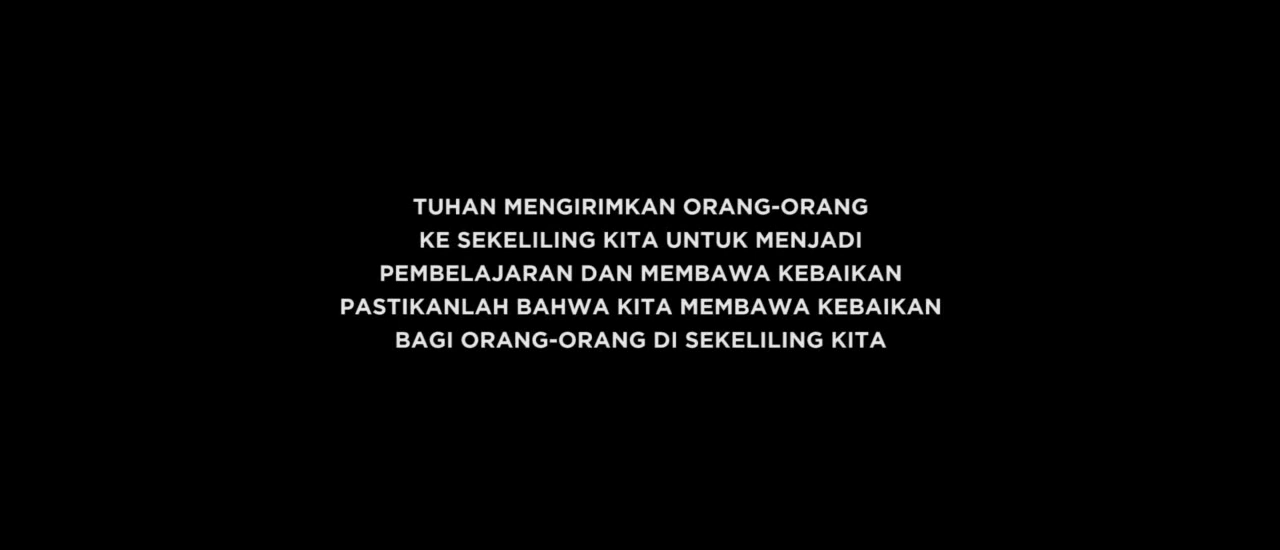 TUHAN MENGIRIMKAN ORANG-ORANG
KE SEKELILING KITA UNTUK MENJADI
PEMBELAJARAN DAN MEMBAWA KEBAIKAN
PASTIKANLAH BAHWA KITA MEMBAWA KEBAIKAN
BAGI ORANG-ORANG DI SEKELILING KITA